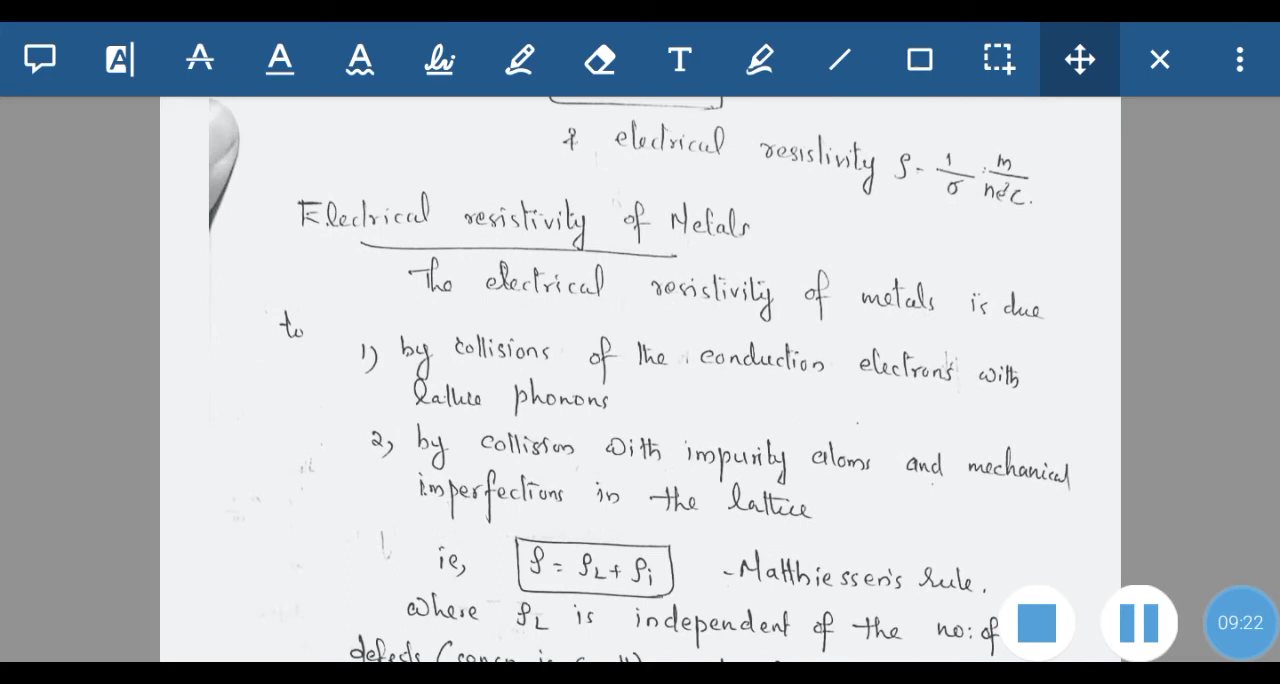 & electrical resistivity ρ = 1/σ = m/ne²τ.
Electrical resistivity of Metals
The electrical resistivity of metals is due
to
1) by collisions of the conduction electrons with
lattice phonons
2) by collision with impurity atoms and mechanical
imperfections in the lattice
ie, ρ = ρL + ρi - Matthiessen's rule.
where ρL is independent of the no: of
defects
09:22